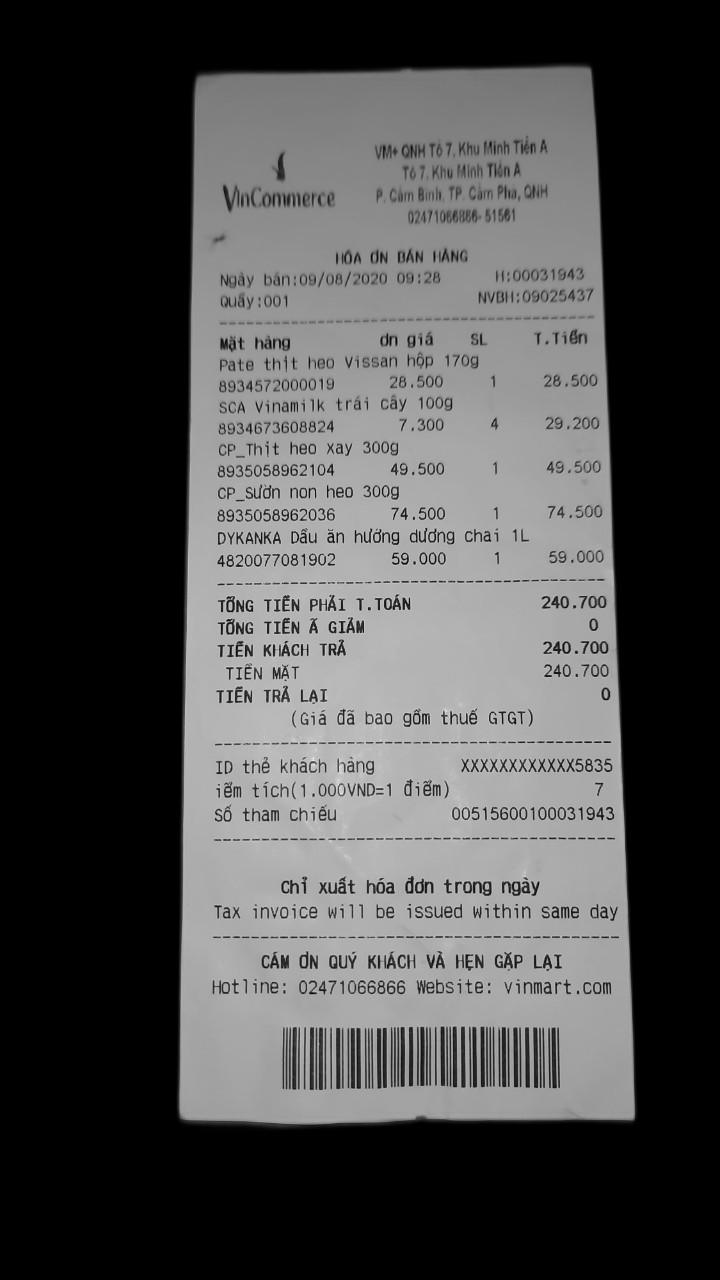 VinCommerce
VM+ QNH Tổ 7, Khu Minh Tiến A
Tổ 7, Khu Minh Tiến A
P. Cẩm Bình, TP. Cẩm Phả, QNH
02471066866- 51561
HÓA ƠN BÁN HÀNG
Ngày bán:09/08/2020 09:28 H:00031943
Quầy:001 NVBH:09025437
Mặt hàng ơn giá SL T.Tiền
Pate thịt heo Vissan hộp 170g
8934572000019 28.500 1 28.500
SCA Vinamilk trái cây 100g
8934673608824 7.300 4 29.200
CP_Thịt heo xay 300g
8935058962104 49.500 1 49.500
CP_Sườn non heo 300g
8935058962036 74.500 1 74.500
DYKANKA Dầu ăn hướng dương chai 1L
4820077081902 59.000 1 59.000
TỔNG TIỀN PHẢI T.TOÁN 240.700
TỔNG TIỀN Ã GIẢM 0
TIỀN KHÁCH TRẢ 240.700
TIỀN MẶT 240.700
TIỀN TRẢ LẠI 0
(Giá đã bao gồm thuế GTGT)
ID thẻ khách hàng XXXXXXXXXXXX5835
iểm tích(1.000VND=1 điểm) 7
Số tham chiếu 00515600100031943
Chỉ xuất hóa đơn trong ngày
Tax invoice will be issued within same day
CÁM ƠN QUÝ KHÁCH VÀ HẸN GẶP LẠI
Hotline: 02471066866 Website: vinmart.com